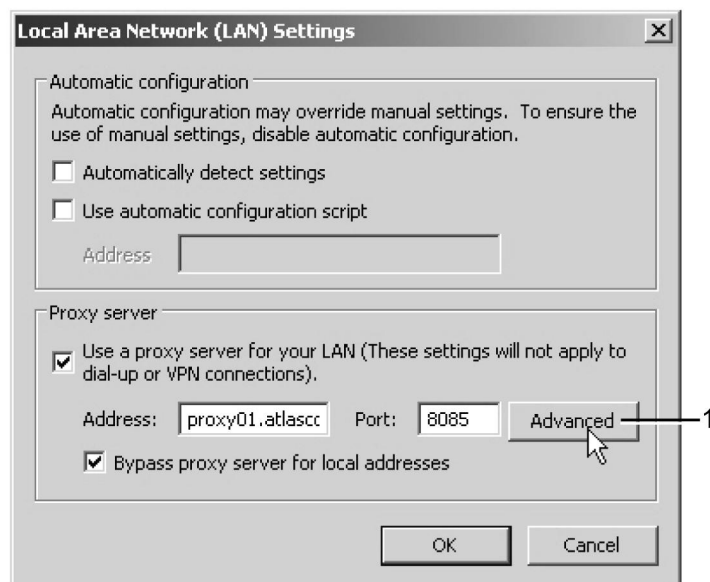 Local Area Network (LAN) Settings
Automatic configuration
Automatic configuration may override manual settings. To ensure the
use of manual settings, disable automatic configuration.
Automatically detect settings
Use automatic configuration script
Address
Proxy server
Use a proxy server for your LAN (These settings will not apply to
dial-up or VPN connections).
Address: proxy01.atlascc Port: 8085 Advanced 1
Bypass proxy server for local addresses
OK Cancel